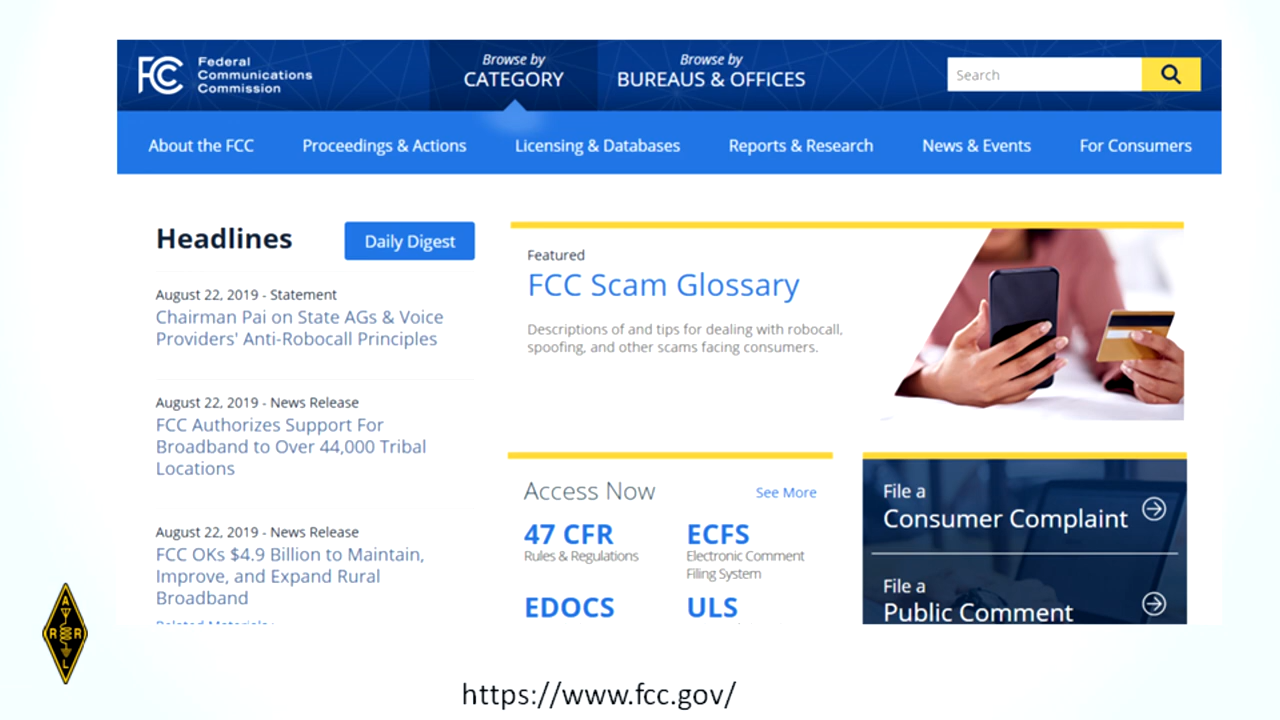 FCC
Federal
Communications
Commission
Browse by
CATEGORY
Browse by
BUREAUS & OFFICES
Search
About the FCC
Proceedings & Actions
Licensing & Databases
Reports & Research
News & Events
For Consumers
Headlines
Daily Digest
August 22, 2019 - Statement
Chairman Pai on State AGs & Voice
Providers' Anti-Robocall Principles
August 22, 2019 - News Release
FCC Authorizes Support For
Broadband to Over 44,000 Tribal
Locations
August 22, 2019 - News Release
FCC OKs $4.9 Billion to Maintain,
Improve, and Expand Rural
Broadband
Featured
FCC Scam Glossary
Descriptions of and tips for dealing with robocall,
spoofing, and other scams facing consumers.
Access Now
See More
47 CFR
Rules & Regulations
ECFS
Electronic Comment
Filing System
EDOCS
ULS
File a
Consumer Complaint
File a
Public Comment
A
R R
L
https://www.fcc.gov/